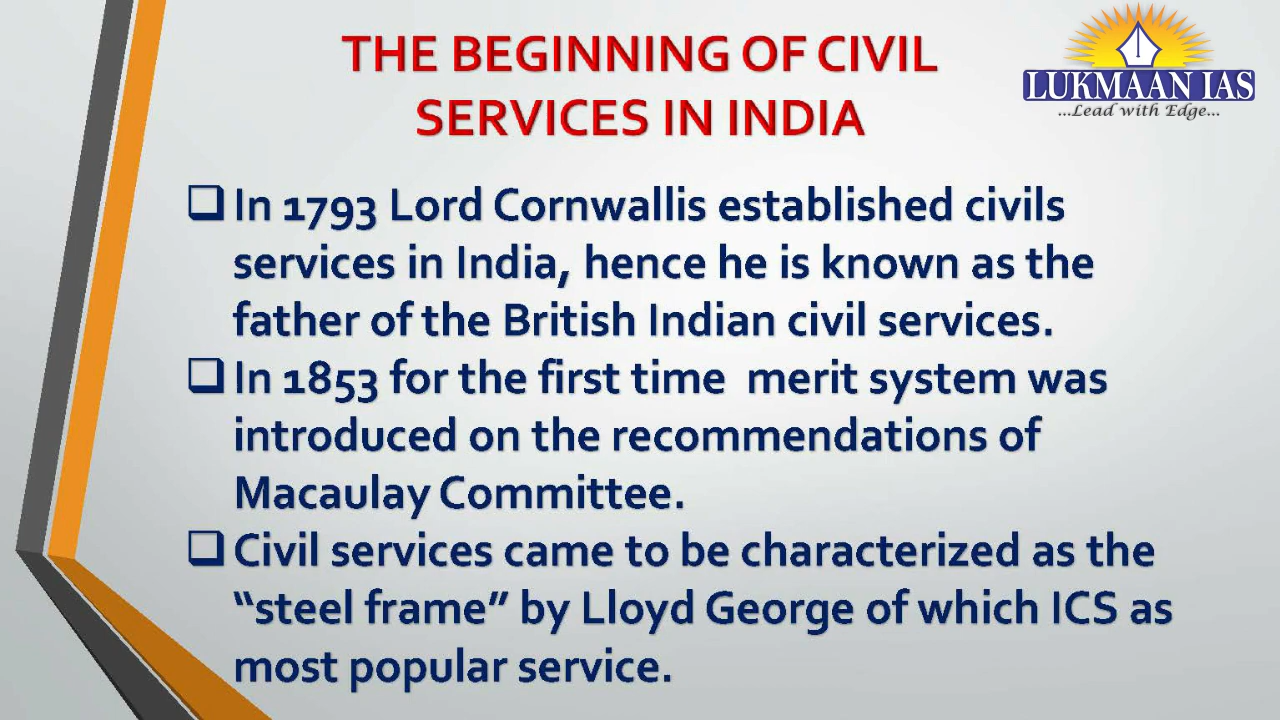 THE BEGINNING OF CIVIL
SERVICES IN INDIA
LUKMAAN IAS
...Lead with Edge...
In 1793 Lord Cornwallis established civils
services in India, hence he is known as the
father of the British Indian civil services.
In 1853 for the first time merit system was
introduced on the recommendations of
Macaulay Committee.
Civil services came to be characterized as the
“steel frame” by Lloyd George of which ICS as
most popular service.